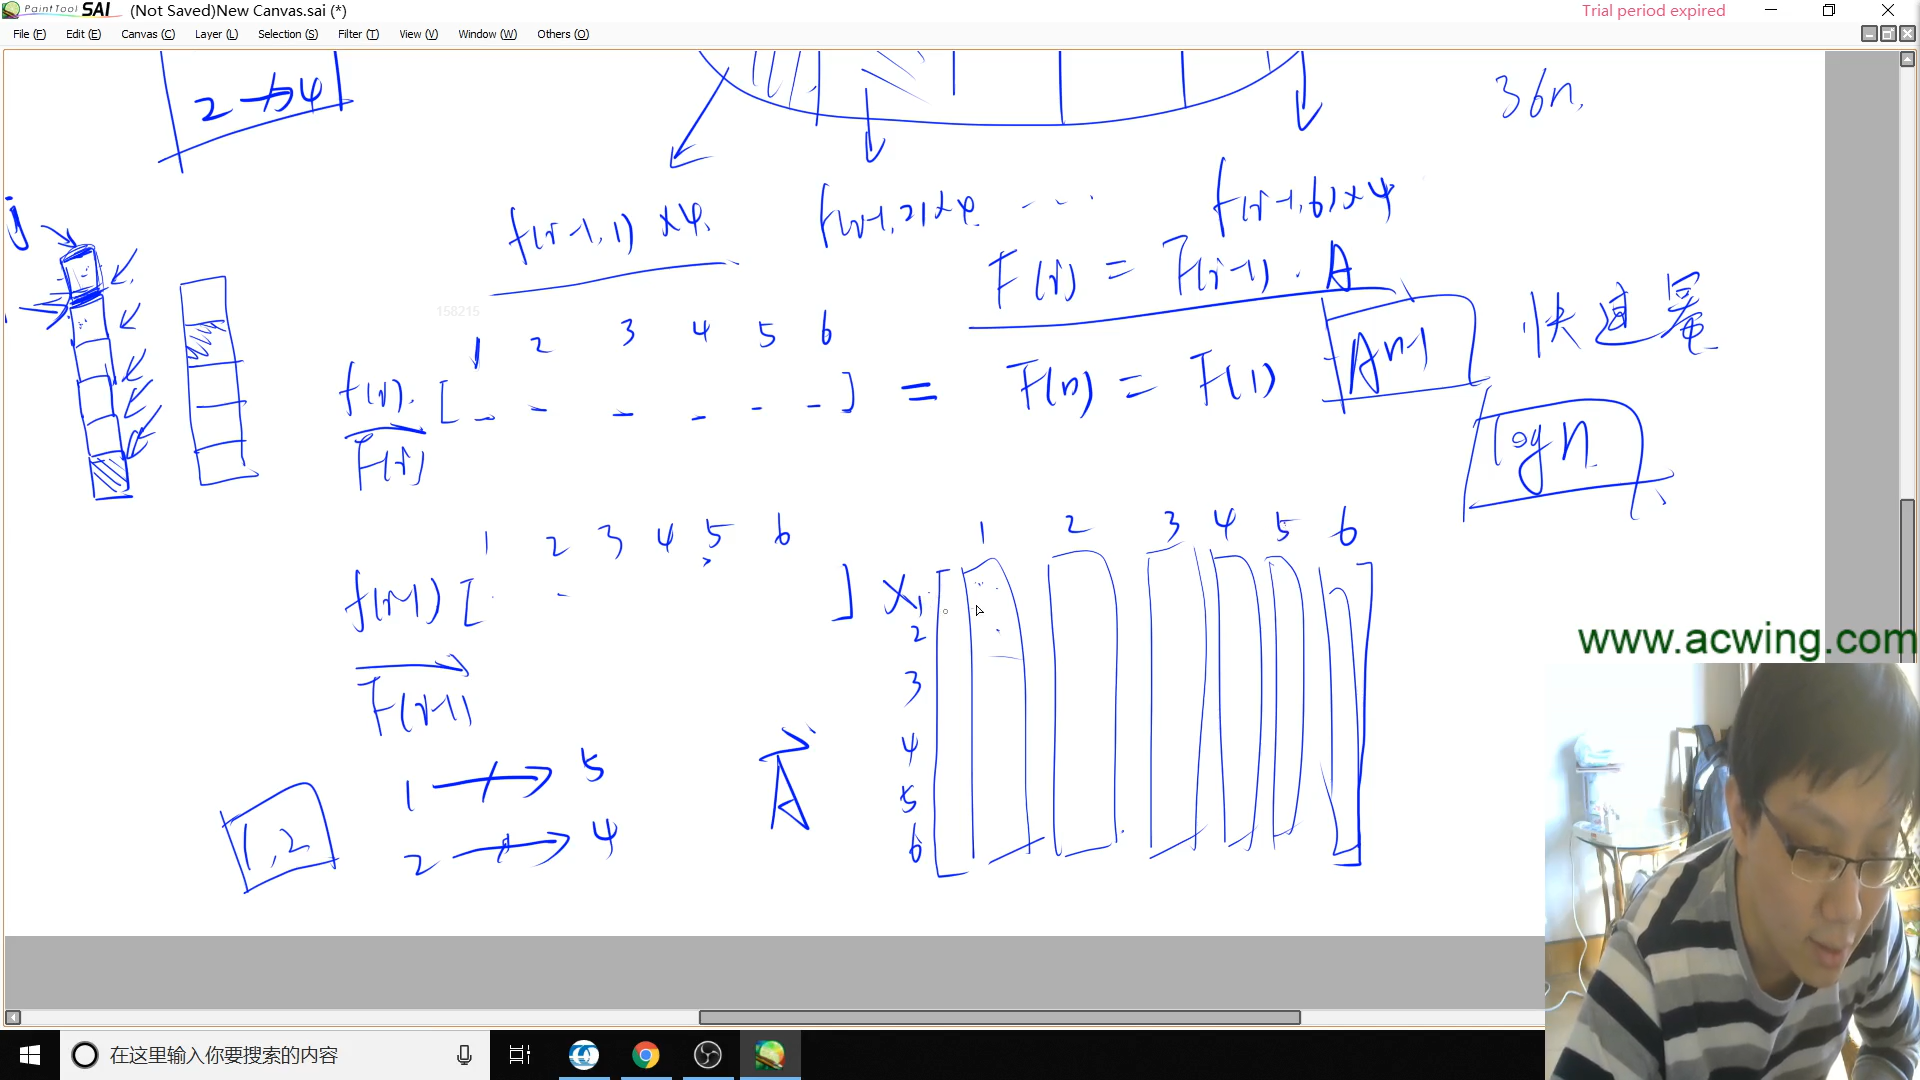 PaintTool SAI (Not Saved)New Canvas.sai (*)
Trial period expired
File (F) Edit (E) Canvas (C) Layer (L) Selection (S) Filter (T) View (V) Window (W) Others (O)
2 → 4
36n.
j
f(i-1,1) x4.
f(i-1,2)x4
...
f(i-1,6)x4
F(i) = F(i-1) · A
158215
1 2 3 4 5 6
快速幂
f(i). [ - - - - - - ] = F(n) = F(1) A n-1
F(i)
log n
1 2 3 4 5 6
1 2 3 4 5 6
f(i-1) [ ] X 1
2
3
4
5
6
F(i-1)
A
1 → 5
2 → 4
1,2
www.acwing.com
在这里输入你要搜索的内容